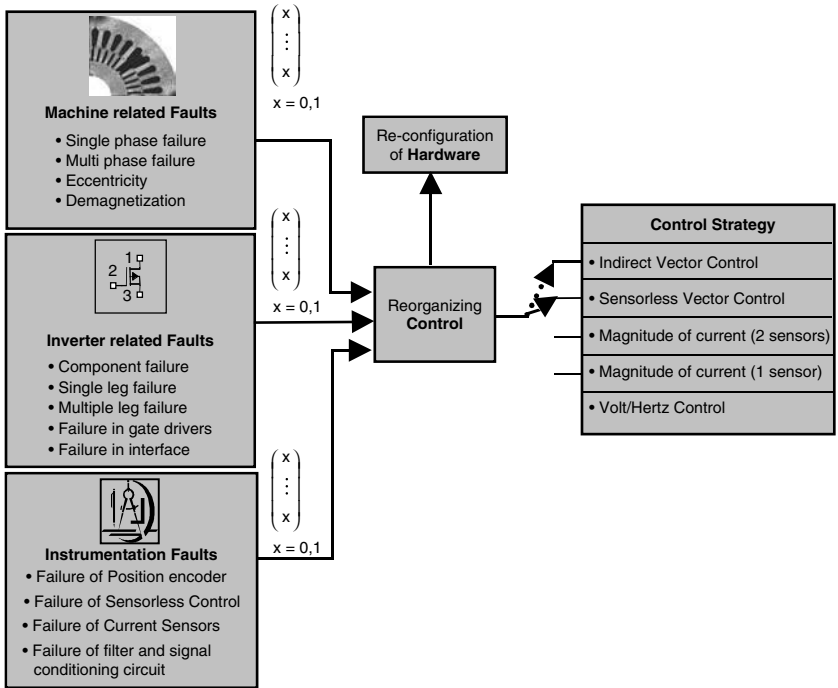 Machine related Faults
• Single phase failure
• Multi phase failure
• Eccentricity
• Demagnetization
x
⋮
x
x = 0,1
1
2
3
Inverter related Faults
• Component failure
• Single leg failure
• Multiple leg failure
• Failure in gate drivers
• Failure in interface
x
⋮
x
x = 0,1
Instrumentation Faults
• Failure of Position encoder
• Failure of Sensorless Control
• Failure of Current Sensors
• Failure of filter and signal
conditioning circuit
x
⋮
x
x = 0,1
Re-configuration
of Hardware
Reorganizing
Control
Control Strategy
• Indirect Vector Control
• Sensorless Vector Control
• Magnitude of current (2 sensors)
• Magnitude of current (1 sensor)
• Volt/Hertz Control